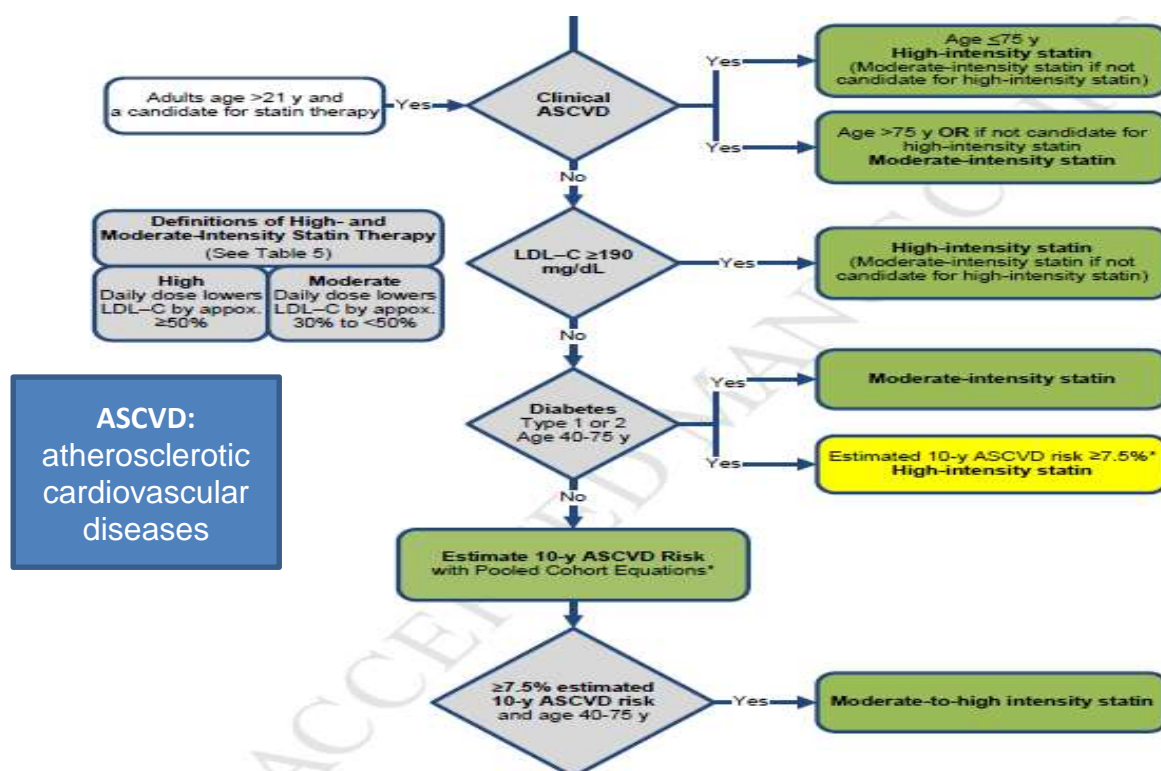 Adults age >21 y and
a candidate for statin therapy
Yes
Clinical
ASCVD
Yes
Age ≤75 y
High-intensity statin
(Moderate-intensity statin if not
candidate for high-intensity statin)
Yes
Age >75 y OR if not candidate for
high-intensity statin
Moderate-intensity statin
No
Definitions of High- and
Moderate-Intensity Statin Therapy
(See Table 5)
High
Daily dose lowers
LDL–C by appox.
≥50%
Moderate
Daily dose lowers
LDL–C by appox.
30% to <50%
LDL–C ≥190
mg/dL
Yes
High-intensity statin
(Moderate-intensity statin if not
candidate for high-intensity statin)
No
ASCVD:
atherosclerotic
cardiovascular
diseases
Diabetes
Type 1 or 2
Age 40-75 y
Yes
Moderate-intensity statin
Yes
Estimated 10-y ASCVD risk ≥7.5%*
High-intensity statin
No
Estimate 10-y ASCVD Risk
with Pooled Cohort Equations*
≥7.5% estimated
10-y ASCVD risk
and age 40-75 y
Yes
Moderate-to-high intensity statin